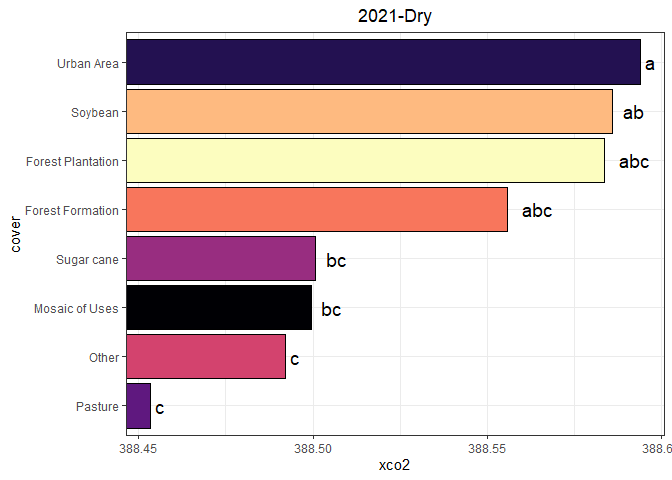 2021-Dry
cover
Urban Area a
Soybean ab
Forest Plantation abc
Forest Formation abc
Sugar cane bc
Mosaic of Uses bc
Other c
Pasture c
388.45 388.50 388.55 388.6
xco2